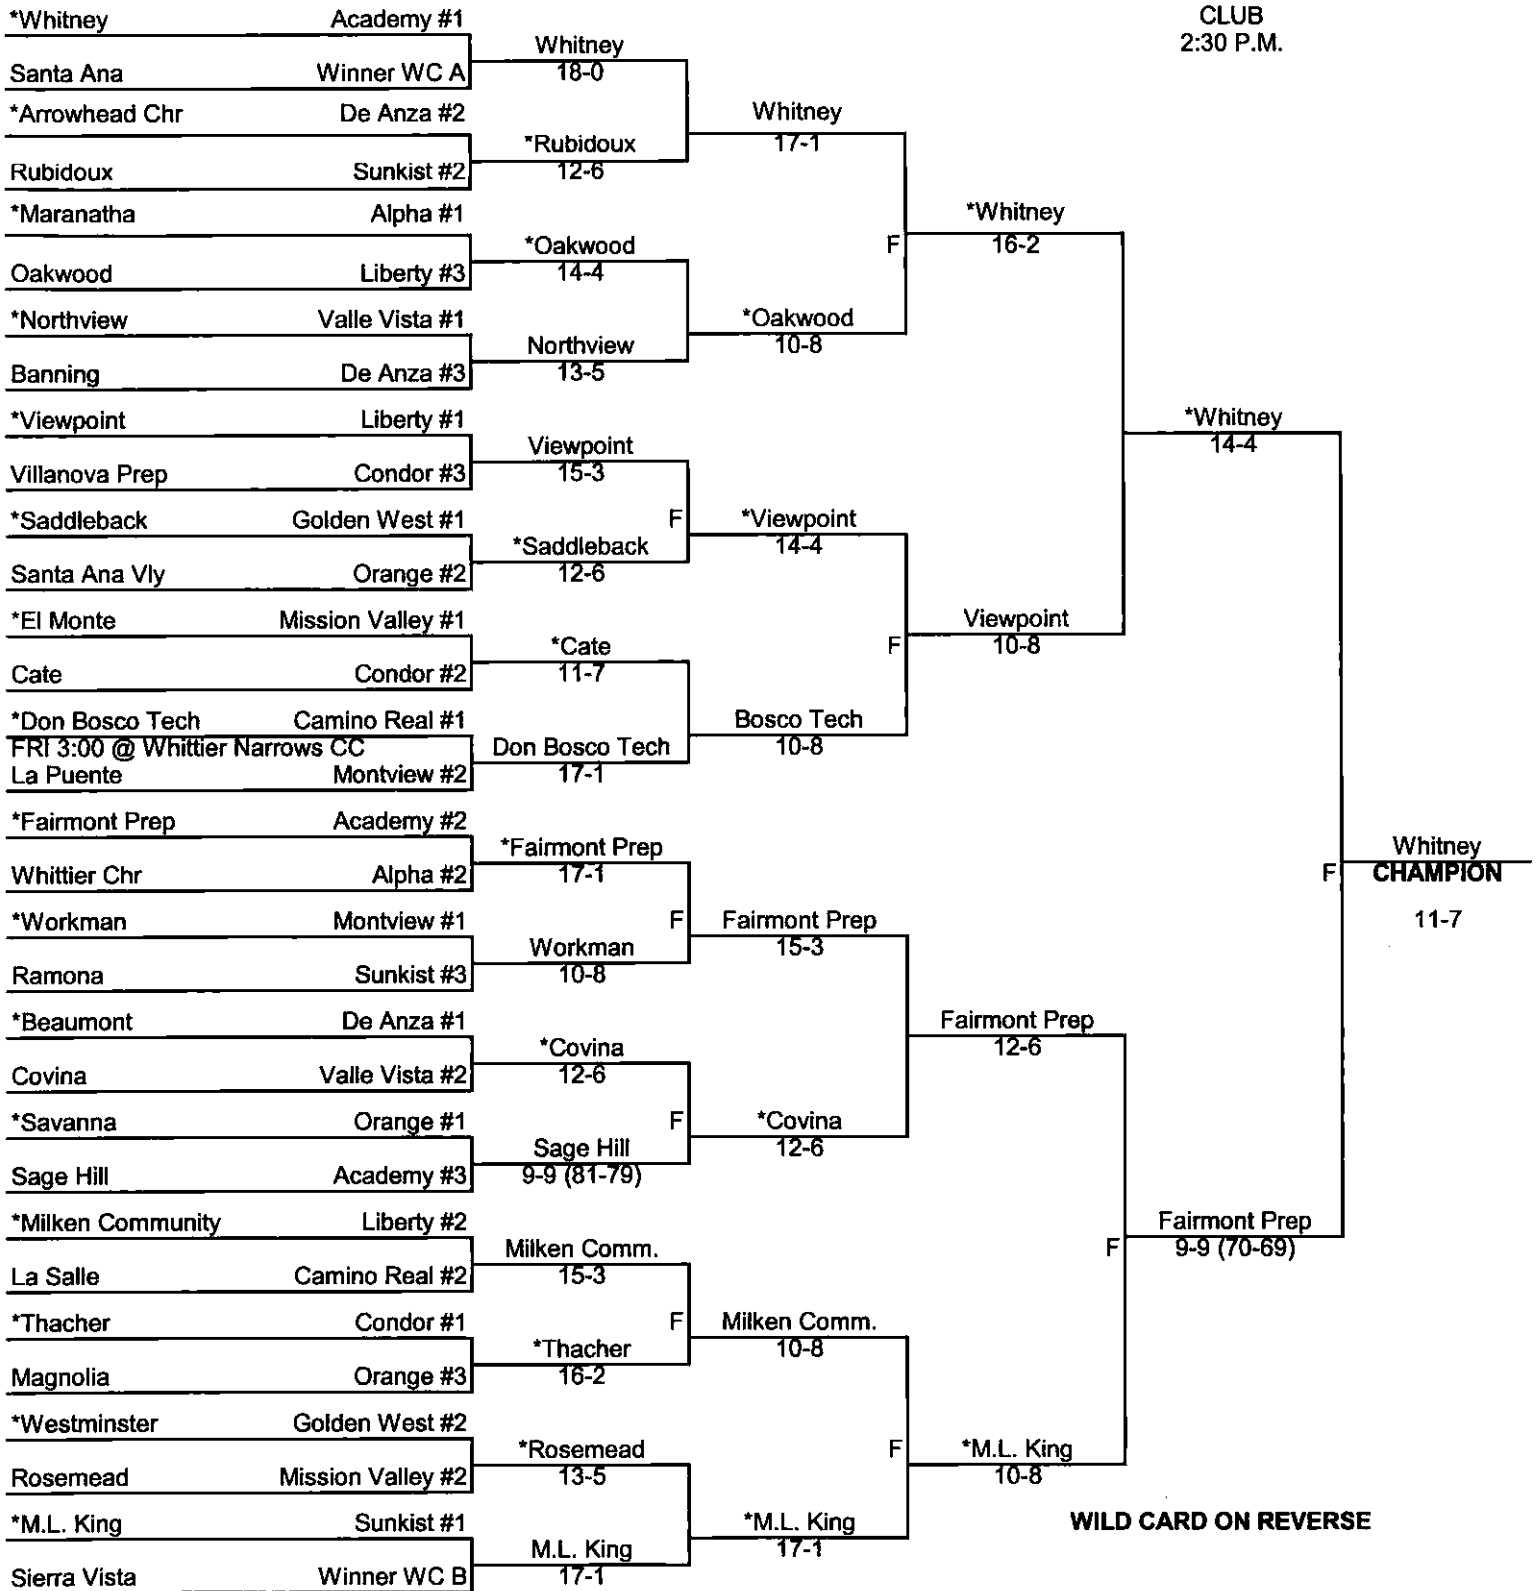 CLUB
2:30 P.M.
*Whitney Academy #1
Santa Ana Winner WC A
*Arrowhead Chr De Anza #2
Rubidoux Sunkist #2
*Maranatha Alpha #1
Oakwood Liberty #3
*Northview Valle Vista #1
Banning De Anza #3
*Viewpoint Liberty #1
Villanova Prep Condor #3
*Saddleback Golden West #1
Santa Ana Vly Orange #2
*El Monte Mission Valley #1
Cate Condor #2
*Don Bosco Tech Camino Real #1
FRI 3:00 @ Whittier Narrows CC
La Puente Montview #2
*Fairmont Prep Academy #2
Whittier Chr Alpha #2
*Workman Montview #1
Ramona Sunkist #3
*Beaumont De Anza #1
Covina Valle Vista #2
*Savanna Orange #1
Sage Hill Academy #3
*Milken Community Liberty #2
La Salle Camino Real #2
*Thacher Condor #1
Magnolia Orange #3
*Westminster Golden West #2
Rosemead Mission Valley #2
*M.L. King Sunkist #1
Sierra Vista Winner WC B
Whitney
18-0
*Rubidoux
12-6
*Oakwood
14-4
Northview
13-5
Viewpoint
15-3
F
*Saddleback
12-6
*Cate
11-7
Don Bosco Tech
17-1
*Fairmont Prep
17-1
F
Workman
10-8
*Covina
12-6
F
Sage Hill
9-9 (81-79)
Milken Comm.
15-3
F
*Thacher
16-2
*Rosemead
13-5
M.L. King
17-1
Whitney
17-1
F
*Oakwood
10-8
*Viewpoint
14-4
F
Bosco Tech
10-8
Fairmont Prep
15-3
*Covina
12-6
Milken Comm.
10-8
F
*M.L. King
17-1
*Whitney
16-2
Viewpoint
10-8
Fairmont Prep
12-6
F
*M.L. King
10-8
*Whitney
14-4
F
Fairmont Prep
9-9 (70-69)
Whitney
CHAMPION
11-7
WILD CARD ON REVERSE